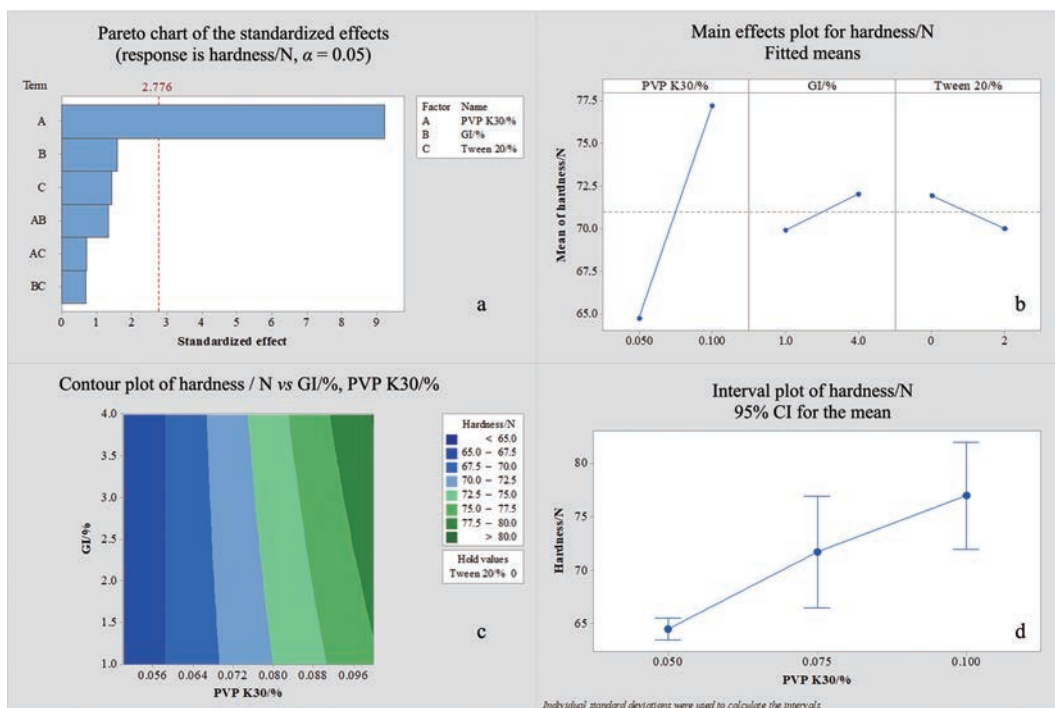 Pareto chart of the standardized effects
(response is hardness/N, α = 0.05)
Term
2.776
A
B
C
AB
AC
BC
0 1 2 3 4 5 6 7 8 9
Standardized effect
Factor Name
A PVP K30/%
B GI/%
C Tween 20/%
a
Main effects plot for hardness/N
Fitted means
PVP K30/% GI/% Tween 20/%
Mean of hardness/N
77.5
75.0
72.5
70.0
67.5
65.0
0.050 0.100 1.0 4.0 0 2
b
Contour plot of hardness / N vs GI/%, PVP K30/%
GI/%
4.0
3.0
2.0
1.0
0.056 0.064 0.072 0.080 0.088 0.096
PVP K30/%
Hardness/N
< 65.0
65.0 – 67.5
67.5 – 70.0
70.0 – 72.5
72.5 – 75.0
75.0 – 77.5
77.5 – 80.0
> 80.0
Hold values
Tween 20/% 0
c
Interval plot of hardness/N
95% CI for the mean
Hardness/N
80
75
70
65
0.050 0.075 0.100
PVP K30/%
d
Individual standard deviations were used to calculate the intervals